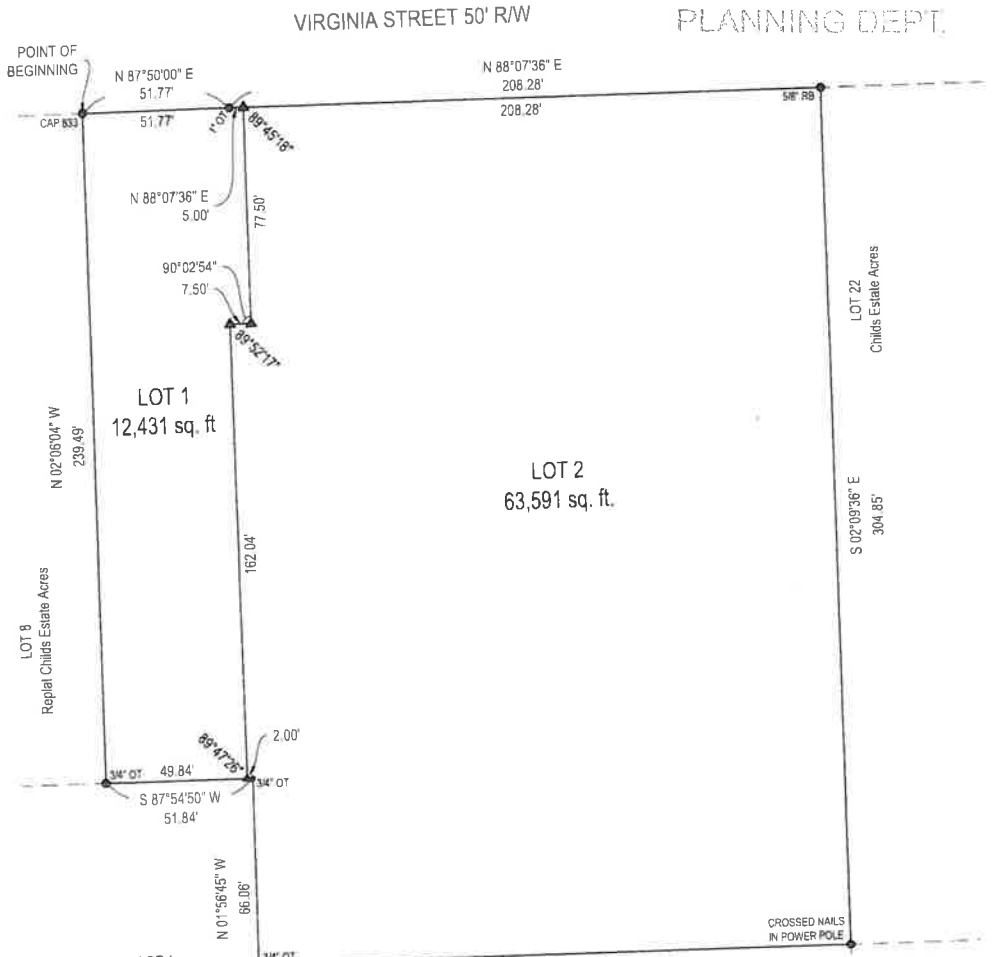 VIRGINIA STREET 50' R/W
PLANNING DEPT.
POINT OF
BEGINNING
N 87°50'00" E
51.77'
N 88°07'36" E
208.28'
CAP 833
51.77'
1" OT
89°45'18"
208.28'
5/8" RB
N 88°07'36" E
5.00'
77.50'
90°02'54"
7.50'
89°52'17"
LOT 22
Childs Estate Acres
LOT 1
12,431 sq. ft
N 02°06'04" W
239.49'
LOT 2
63,591 sq. ft.
S 02°09'36" E
304.85'
162.04'
LOT 8
Replat Childs Estate Acres
89°47'26"
2.00'
3/4" OT
49.84'
3/4" OT
S 87°54'50" W
51.84'
N 01°56'45" W
66.06'
CROSSED NAILS
IN POWER POLE
3/4" OT